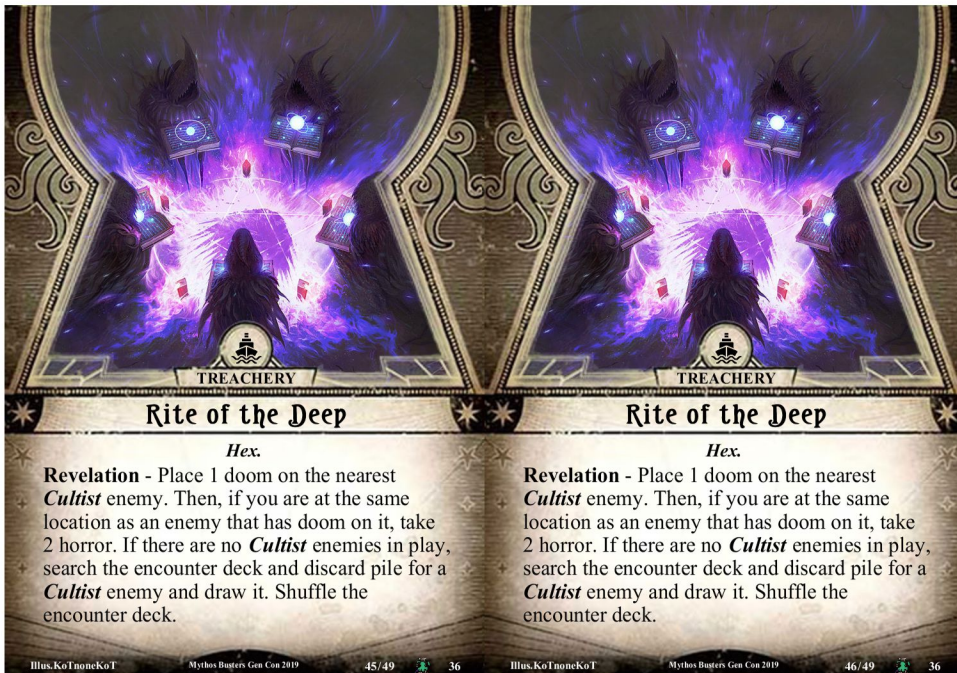 TREACHERY
Rite of the Deep
Hex.
Revelation - Place 1 doom on the nearest
Cultist enemy. Then, if you are at the same
location as an enemy that has doom on it, take
2 horror. If there are no Cultist enemies in play,
search the encounter deck and discard pile for a
Cultist enemy and draw it. Shuffle the
encounter deck.
Illus.KoTnoneKoT Mythos Busters Gen Con 2019 45/49 36
TREACHERY
Rite of the Deep
Hex.
Revelation - Place 1 doom on the nearest
Cultist enemy. Then, if you are at the same
location as an enemy that has doom on it, take
2 horror. If there are no Cultist enemies in play,
search the encounter deck and discard pile for a
Cultist enemy and draw it. Shuffle the
encounter deck.
Illus.KoTnoneKoT Mythos Busters Gen Con 2019 46/49 36